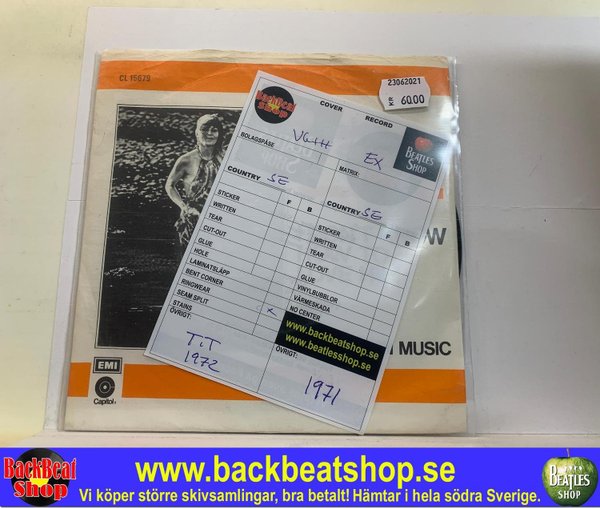 CL 15679
23062021
KR 60.00
BackBeat
Shop
COVER
RECORD
BEATLES
SHOP
BOLAGSPÅSE
VG+++
EX
MATRIX:
COUNTRY SE
COUNTRY SE
F B
F B
STICKER
WRITTEN
TEAR
CUT-OUT
GLUE
HOLE
LAMINATSLÄPP
BENT CORNER
RINGWEAR
SEAM SPLIT
STAINS
ÖVRIGT:
x
STICKER
WRITTEN
TEAR
CUT-OUT
GLUE
VINYLBUBBLOR
VÄRMESKADA
NO CENTER
www.backbeatshop.se
www.beatlesshop.se
ÖVRIGT:
T.T
1972
1971
W
MUSIC
EMI
Capitol
BackBeat
Shop
www.backbeatshop.se
Vi köper större skivsamlingar, bra betalt! Hämtar i hela södra Sverige.
BEATLES
SHOP